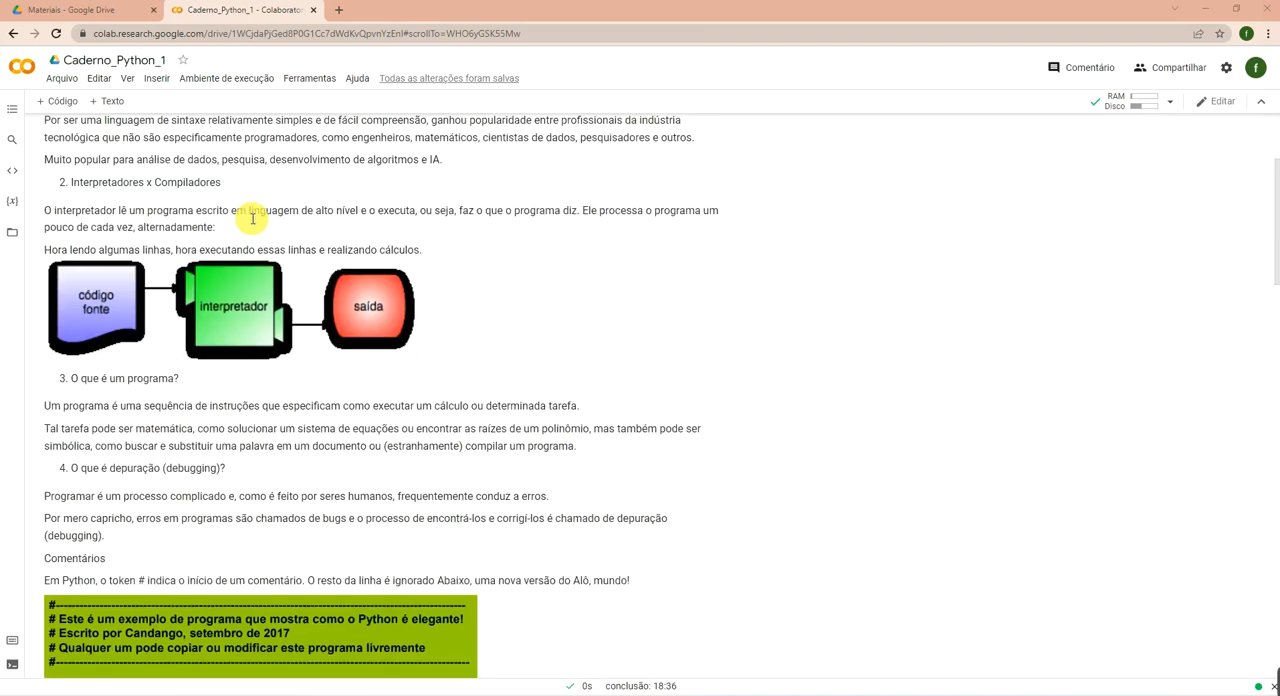 Materiais - Google Drive
Caderno_Python_1 - Colaborator
colab.research.google.com/drive/1WCjdaPjGed8P0G1Cc7dWdKvQpvnYzEnI#scrollTo=WHO6yGSK55Mw
f
Caderno_Python_1
Arquivo Editar Ver Inserir Ambiente de execução Ferramentas Ajuda Todas as alterações foram salvas
Comentário Compartilhar f
+ Código + Texto
RAM
Disco
Editar
Por ser uma linguagem de sintaxe relativamente simples e de fácil compreensão, ganhou popularidade entre profissionais da indústria
tecnológica que não são especificamente programadores, como engenheiros, matemáticos, cientistas de dados, pesquisadores e outros.
Muito popular para análise de dados, pesquisa, desenvolvimento de algoritmos e IA.
2. Interpretadores x Compiladores
O interpretador lê um programa escrito em linguagem de alto nível e o executa, ou seja, faz o que o programa diz. Ele processa o programa um
pouco de cada vez, alternadamente:
Hora lendo algumas linhas, hora executando essas linhas e realizando cálculos.
código
fonte
interpretador
saída
3. O que é um programa?
Um programa é uma sequência de instruções que especificam como executar um cálculo ou determinada tarefa.
Tal tarefa pode ser matemática, como solucionar um sistema de equações ou encontrar as raízes de um polinômio, mas também pode ser
simbólica, como buscar e substituir uma palavra em um documento ou (estranhamente) compilar um programa.
4. O que é depuração (debugging)?
Programar é um processo complicado e, como é feito por seres humanos, frequentemente conduz a erros.
Por mero capricho, erros em programas são chamados de bugs e o processo de encontrá-los e corrigí-los é chamado de depuração
(debugging).
Comentários
Em Python, o token # indica o início de um comentário. O resto da linha é ignorado Abaixo, uma nova versão do Alô, mundo!
#-----------------------------------------------------------------------------------------------------
# Este é um exemplo de programa que mostra como o Python é elegante!
# Escrito por Candango, setembro de 2017
# Qualquer um pode copiar ou modificar este programa livremente
#------------------------------------------------------------------------------------------------------
0s conclusão: 18:36